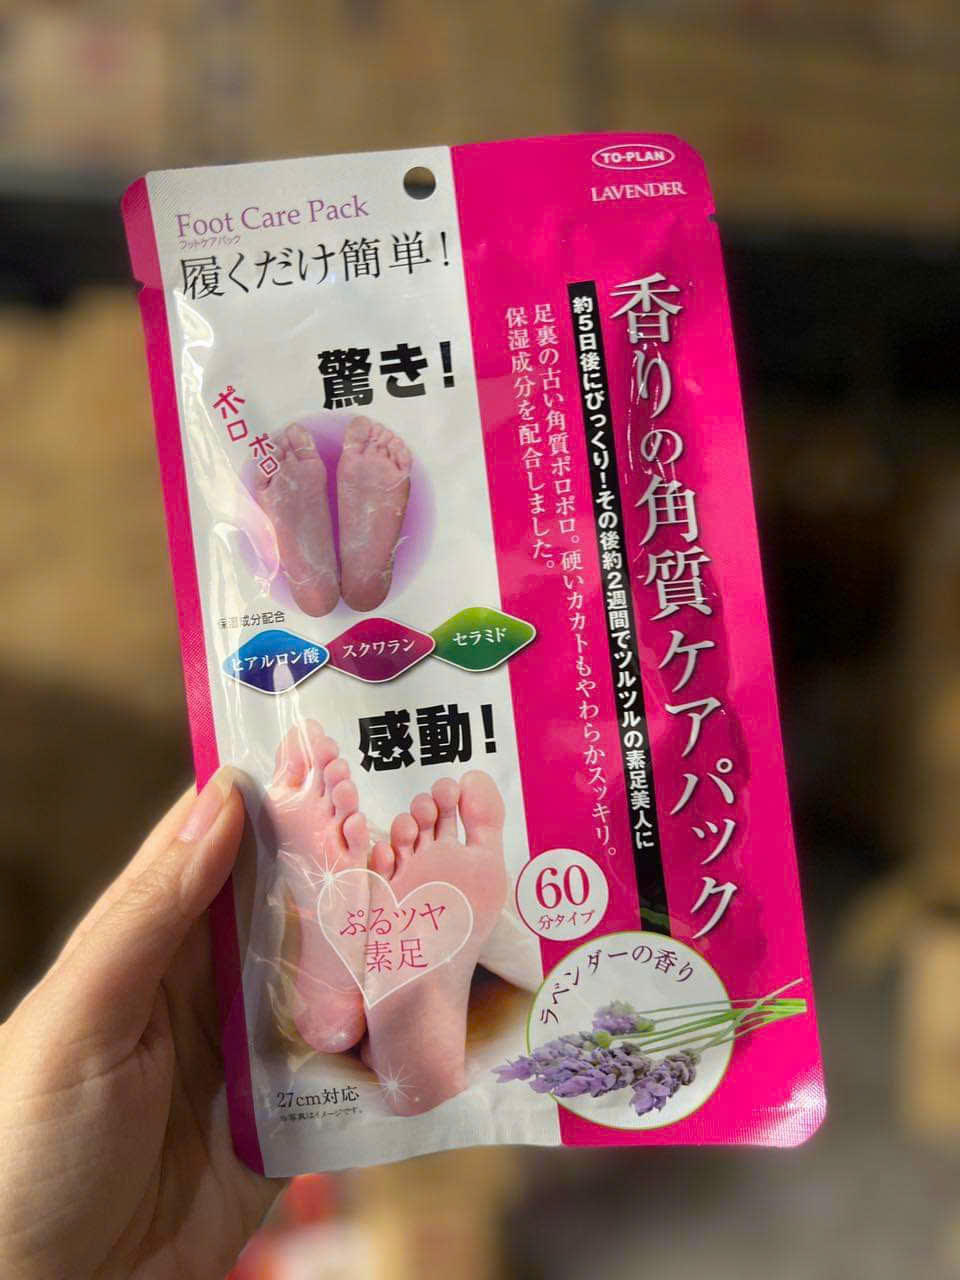 TO-PLAN
LAVENDER
Foot Care Pack
フットケアパック
履くだけ簡単!
驚き!
ポロ
ポロ
保湿成分配合
ヒアルロン酸
スクワラン
セラミド
感動!
ぷるツヤ
素足
27cm対応
※写真はイメージです。
香りの角質ケアパック
約5日後にびっくり!その後約2週間でツルツルの素足美人に
足裏の古い角質ポロポロ。硬いカカトもやわらかスッキリ。
保湿成分を配合しました。
60
分タイプ
ラベンダーの香り